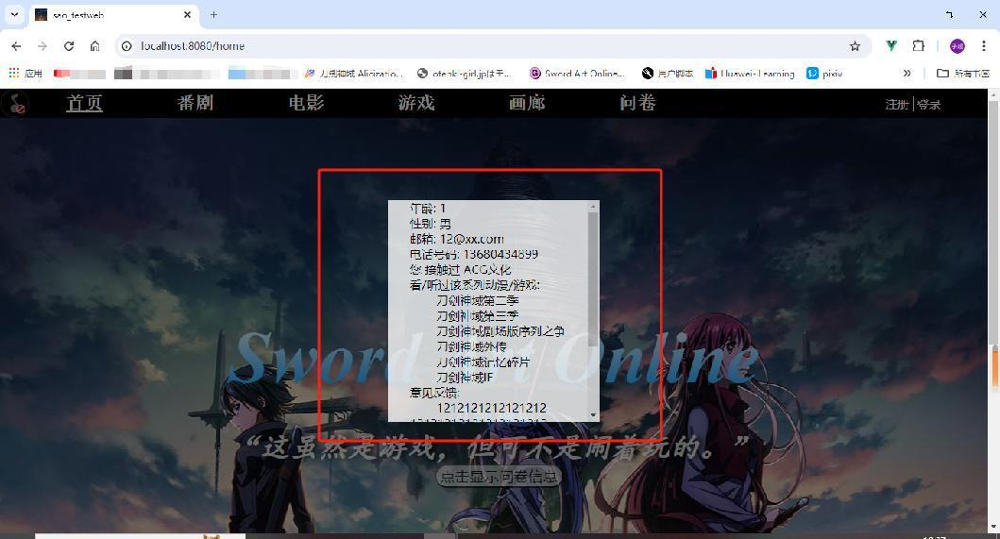 sao_testweb
localhost:8080/home
应用
刀剣神域 Alicizatio...
otenki-girl.jpは王...
Sword Art Online...
用户脚本
Huawei iLearning
pixiv
所有书签
首页 番剧 电影 游戏 画廊 问卷 注册|登录
年龄: 1
性别: 男
邮箱: 12@xx.com
电话号码: 13680434899
您 接触过 ACG文化
看/听过该系列动漫/游戏:
刀剑神域第二季
刀剑神域第三季
刀剑神域剧场版序列之争
刀剑神域外传
刀剑神域记忆碎片
刀剑神域IF
意见反馈:
1212121212121212
Sword Art Online
“这虽然是游戏，但可不是闹着玩的。”
点击显示问卷信息